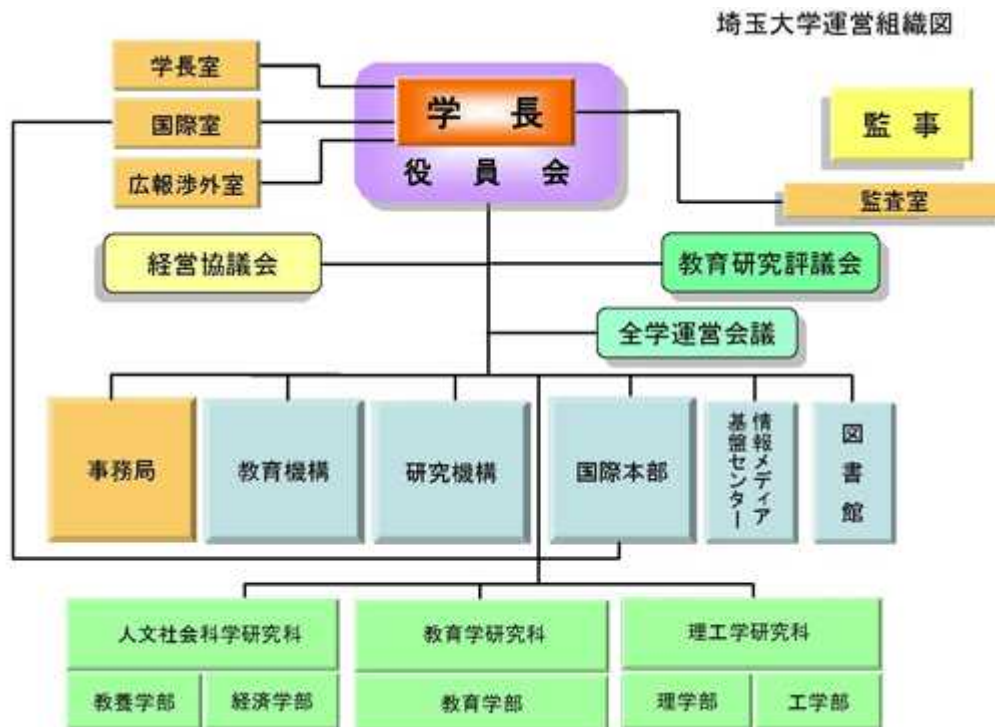 埼玉大学運営組織図
学長室
国際室
広報渉外室
学長
役員会
監事
監査室
経営協議会
教育研究評議会
全学運営会議
事務局
教育機構
研究機構
国際本部
情報メディア
基盤センター
図書館
人文社会科学研究科
教育学研究科
理工学研究科
教養学部
経済学部
教育学部
理学部
工学部